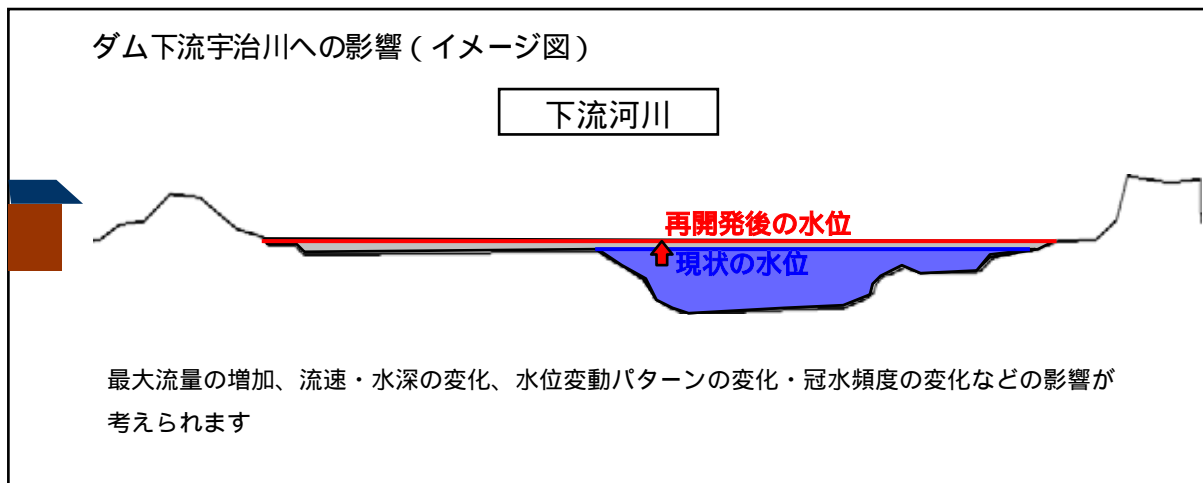 ダム下流宇治川への影響(イメージ図)
下流河川
再開発後の水位
現状の水位
最大流量の増加、流速・水深の変化、水位変動パターンの変化・冠水頻度の変化などの影響が
考えられます